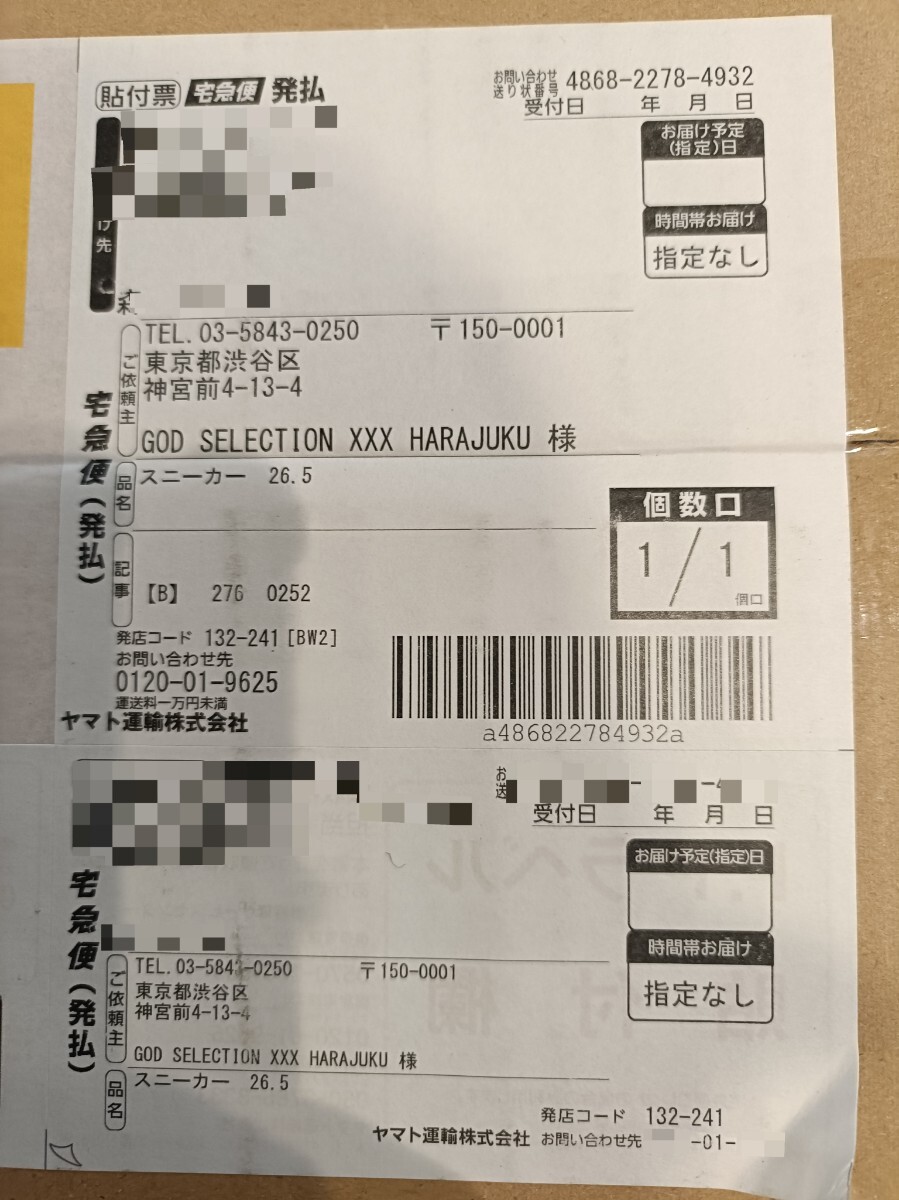 貼付票 宅急便 発払
お問い合わせ
送り状番号 4868-2278-4932
受付日 年 月 日
お届け予定
(指定)日
時間帯お届け
指定なし
け先
TEL. 03-5843-0250 〒150-0001
ご依頼主
東京都渋谷区
神宮前4-13-4
GOD SELECTION XXX HARAJUKU 様
宅急便(発払)
品名
スニーカー 26.5
個数口
1/1
個口
記事
【B】 276 0252
発店コード 132-241 [BW2]
お問い合わせ先
0120-01-9625
運送料一万円未満
ヤマト運輸株式会社
a486822784932a
お
送
受付日 年 月 日
お届け予定(指定)日
時間帯お届け
指定なし
宅急便(発払)
TEL. 03-5843-0250 〒150-0001
ご依頼主
東京都渋谷区
神宮前4-13-4
GOD SELECTION XXX HARAJUKU 様
品名
スニーカー 26.5
発店コード 132-241
ヤマト運輸株式会社 お問い合わせ先 -01-